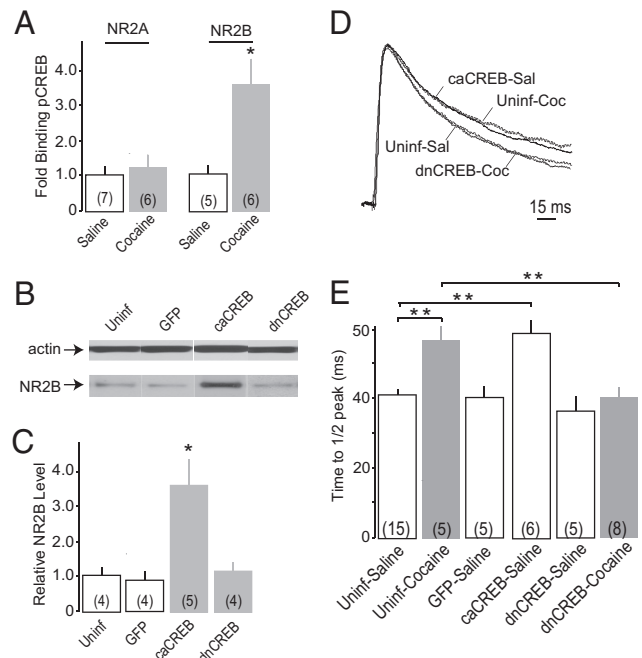 A
NR2A NR2B
*
Fold Binding pCREB
4.0
3.0
2.0
1.0
(7) (6) (5) (6)
Saline Cocaine Saline Cocaine
B
Uninf GFP caCREB dnCREB
actin
NR2B
C
*
Relative NR2B Level
4.0
3.0
2.0
1.0
0
(4) (4) (5) (4)
Uninf GFP caCREB dnCREB
D
caCREB-Sal
Uninf-Coc
Uninf-Sal
dnCREB-Coc
15 ms
E
**
**
**
Time to 1/2 peak (ms)
50
40
30
20
10
0
(15) (5) (5) (6) (5) (8)
Uninf-Saline Uninf-Cocaine GFP-Saline caCREB-Saline dnCREB-Saline dnCREB-Cocaine